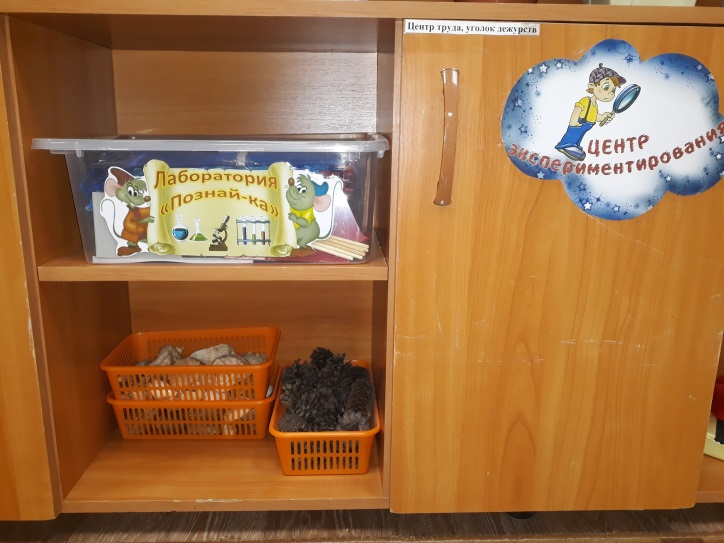 Центр труда, уголок дежурств
Лаборатория
«Познай-ка»
ЦЕНТР
экспериментирования